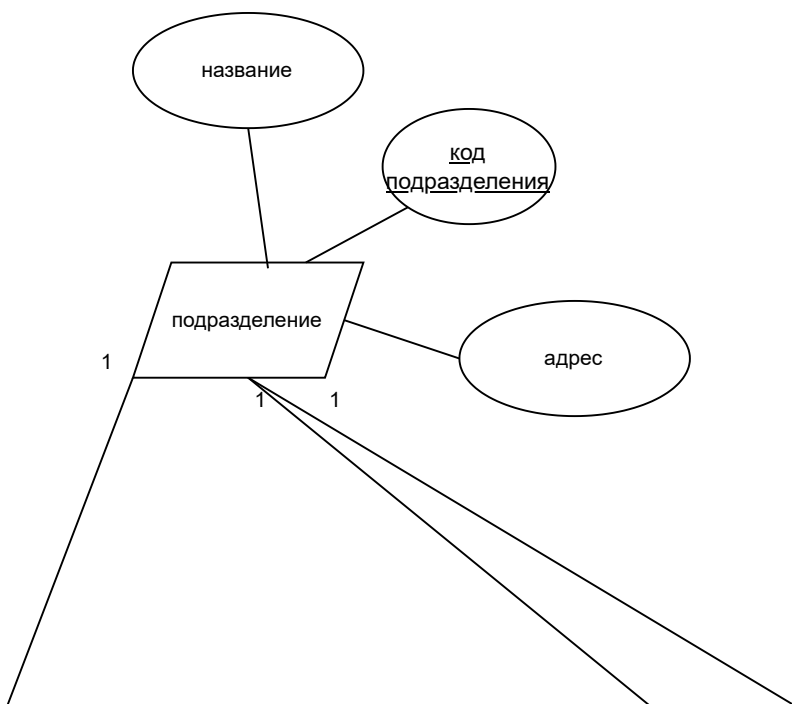 название
код
подразделения
подразделение
адрес
1
1
1